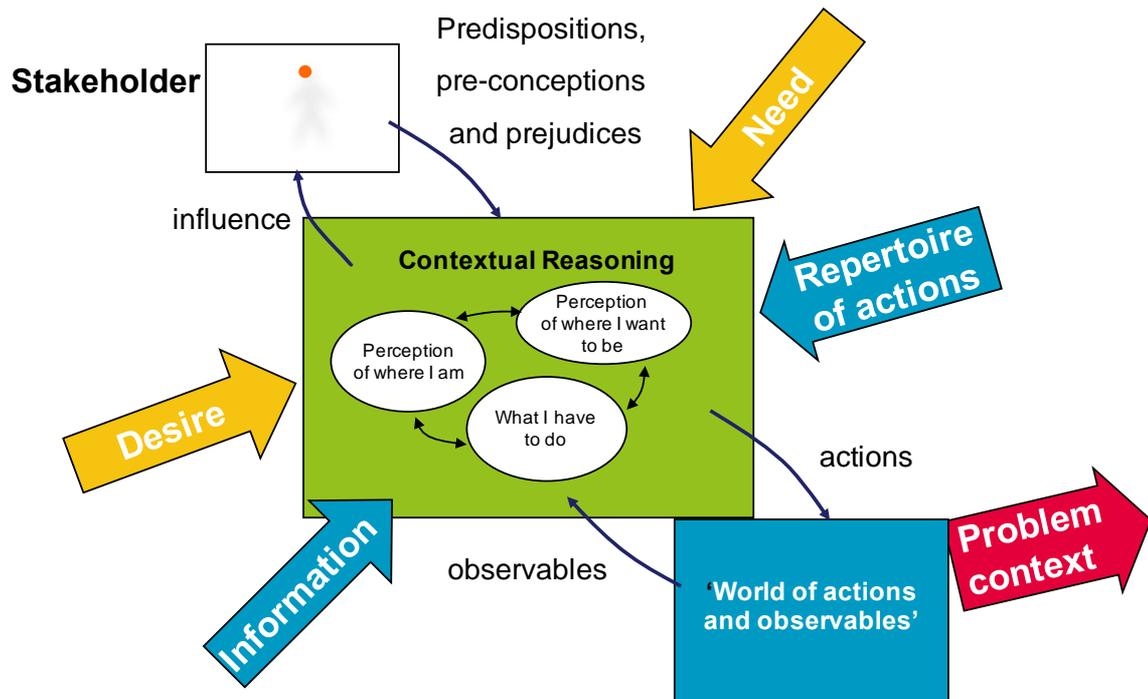 Predispositions,
pre-conceptions
and prejudices
Stakeholder
Need
influence
Repertoire
of actions
Contextual Reasoning
Perception
of where I want
to be
Perception
of where I am
What I have
to do
Desire
actions
Information
observables
Problem
context
‘World of actions
and observables’